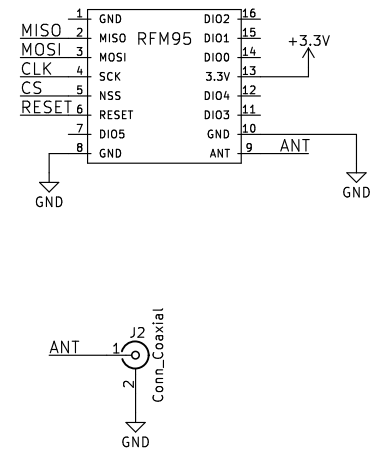 1 GND DIO2 16
MISO 2 MISO RFM95 DIO1 15
MOSI 3 MOSI DIO0 14 +3.3V
CLK 4 SCK 3.3V 13
CS 5 NSS DIO4 12
RESET 6 RESET DIO3 11
7 DIO5 GND 10
8 GND ANT 9 ANT
GND GND
J2
ANT 1
Conn_Coaxial
2
GND